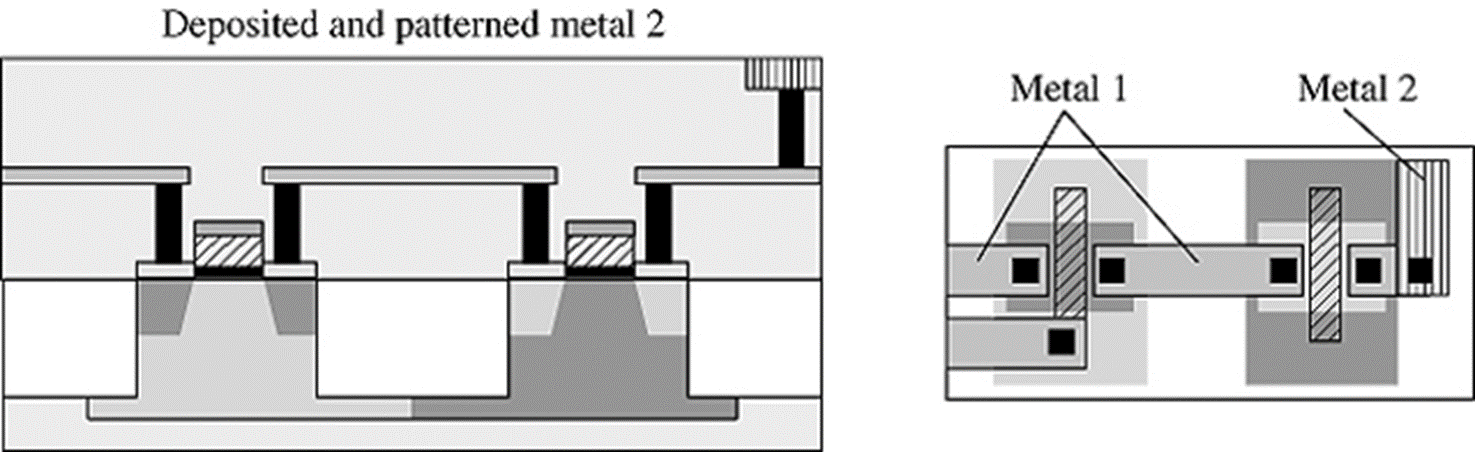 Deposited and patterned metal 2
Metal 1
Metal 2